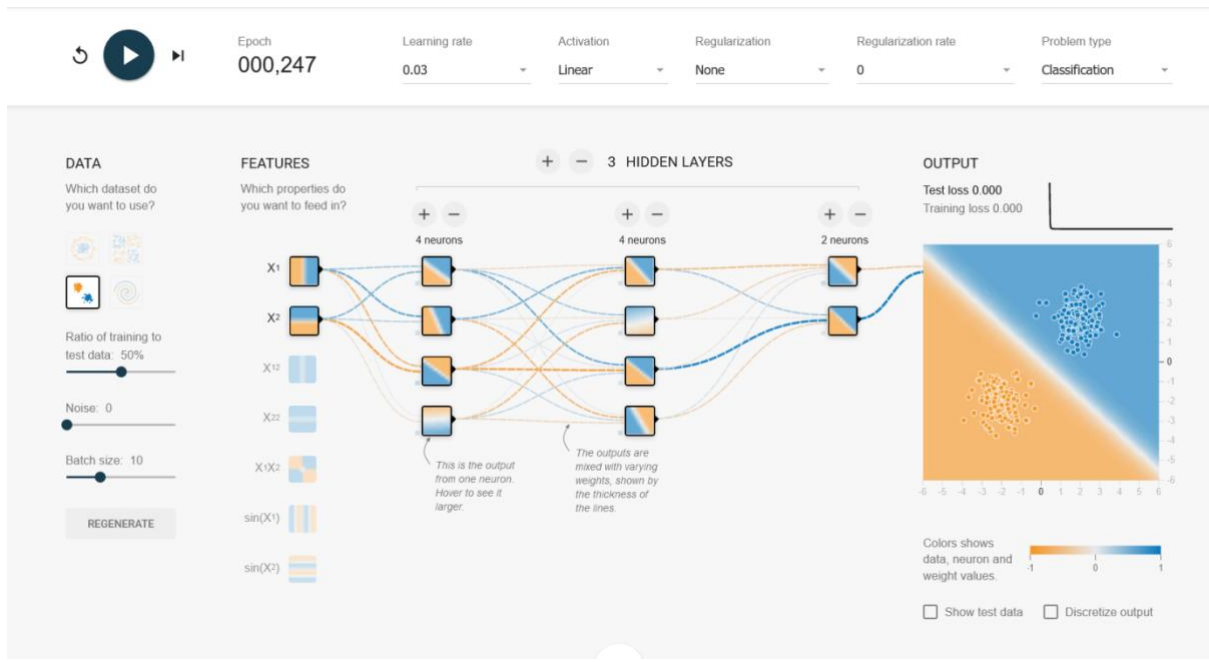 Epoch
000,247
Learning rate
0.03
Activation
Linear
Regularization
None
Regularization rate
0
Problem type
Classification
DATA
Which dataset do
you want to use?
Ratio of training to
test data: 50%
Noise: 0
Batch size: 10
REGENERATE
FEATURES
Which properties do
you want to feed in?
X1
X2
X12
X22
X1X2
sin(X1)
sin(X2)
+ − 3 HIDDEN LAYERS
+ −
4 neurons
+ −
4 neurons
+ −
2 neurons
This is the output
from one neuron.
Hover to see it
larger.
The outputs are
mixed with varying
weights, shown by
the thickness of
the lines.
OUTPUT
Test loss 0.000
Training loss 0.000
6
5
4
3
2
1
0
-1
-2
-3
-4
-5
-6
-6 -5 -4 -3 -2 -1 0 1 2 3 4 5 6
Colors shows
data, neuron and
weight values.
-1 0 1
Show test data
Discretize output